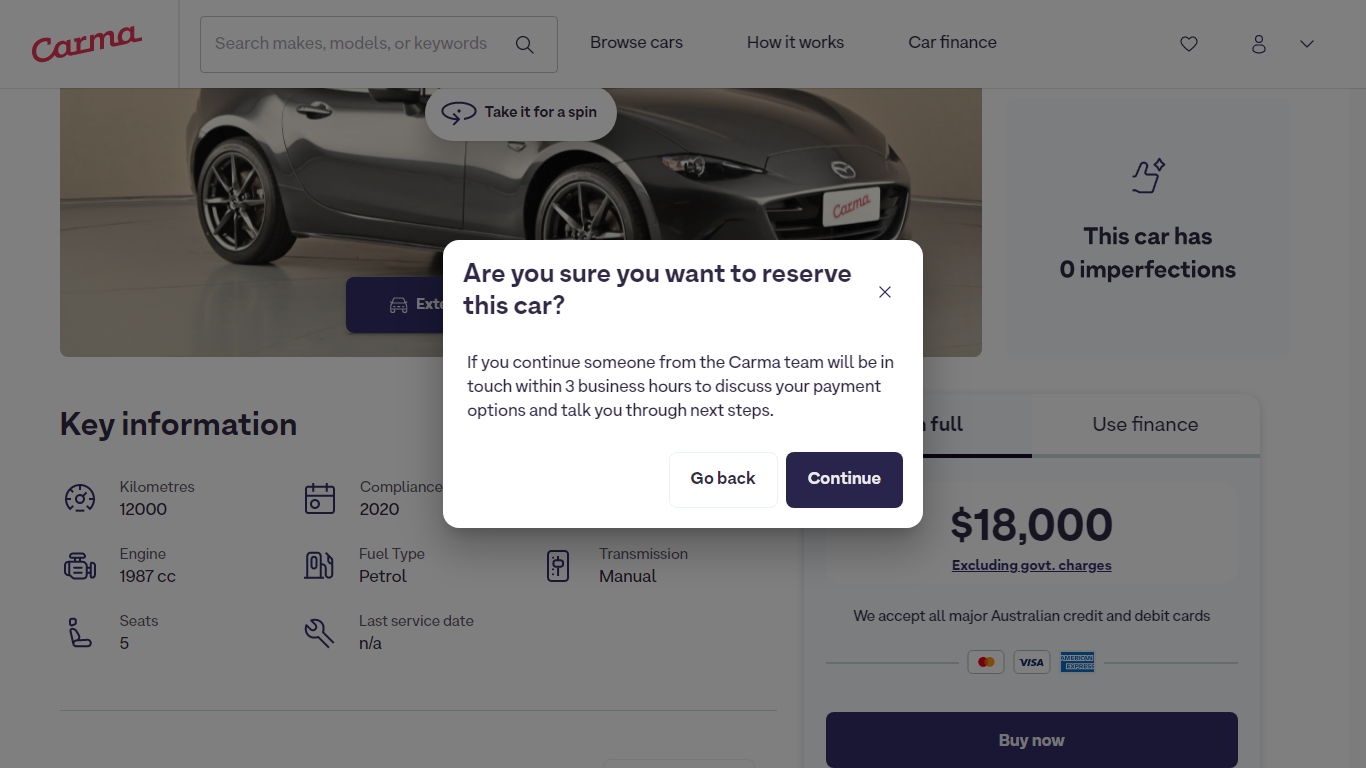 Carma
Search makes, models, or keywords
Browse cars
How it works
Car finance
Take it for a spin
Carma
This car has
0 imperfections
Are you sure you want to reserve
this car?
If you continue someone from the Carma team will be in
touch within 3 business hours to discuss your payment
options and talk you through next steps.
Go back
Continue
Key information
Kilometres
12000
Compliance
2020
Engine
1987 cc
Fuel Type
Petrol
Transmission
Manual
Seats
5
Last service date
n/a
full
Use finance
$18,000
Excluding govt. charges
We accept all major Australian credit and debit cards
VISA
AMERICAN
EXPRESS
Buy now